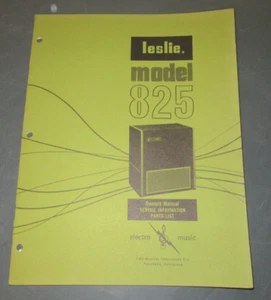 leslie.
model
825
Owners Manual
SERVICE INFORMATION
PARTS LIST
electro music